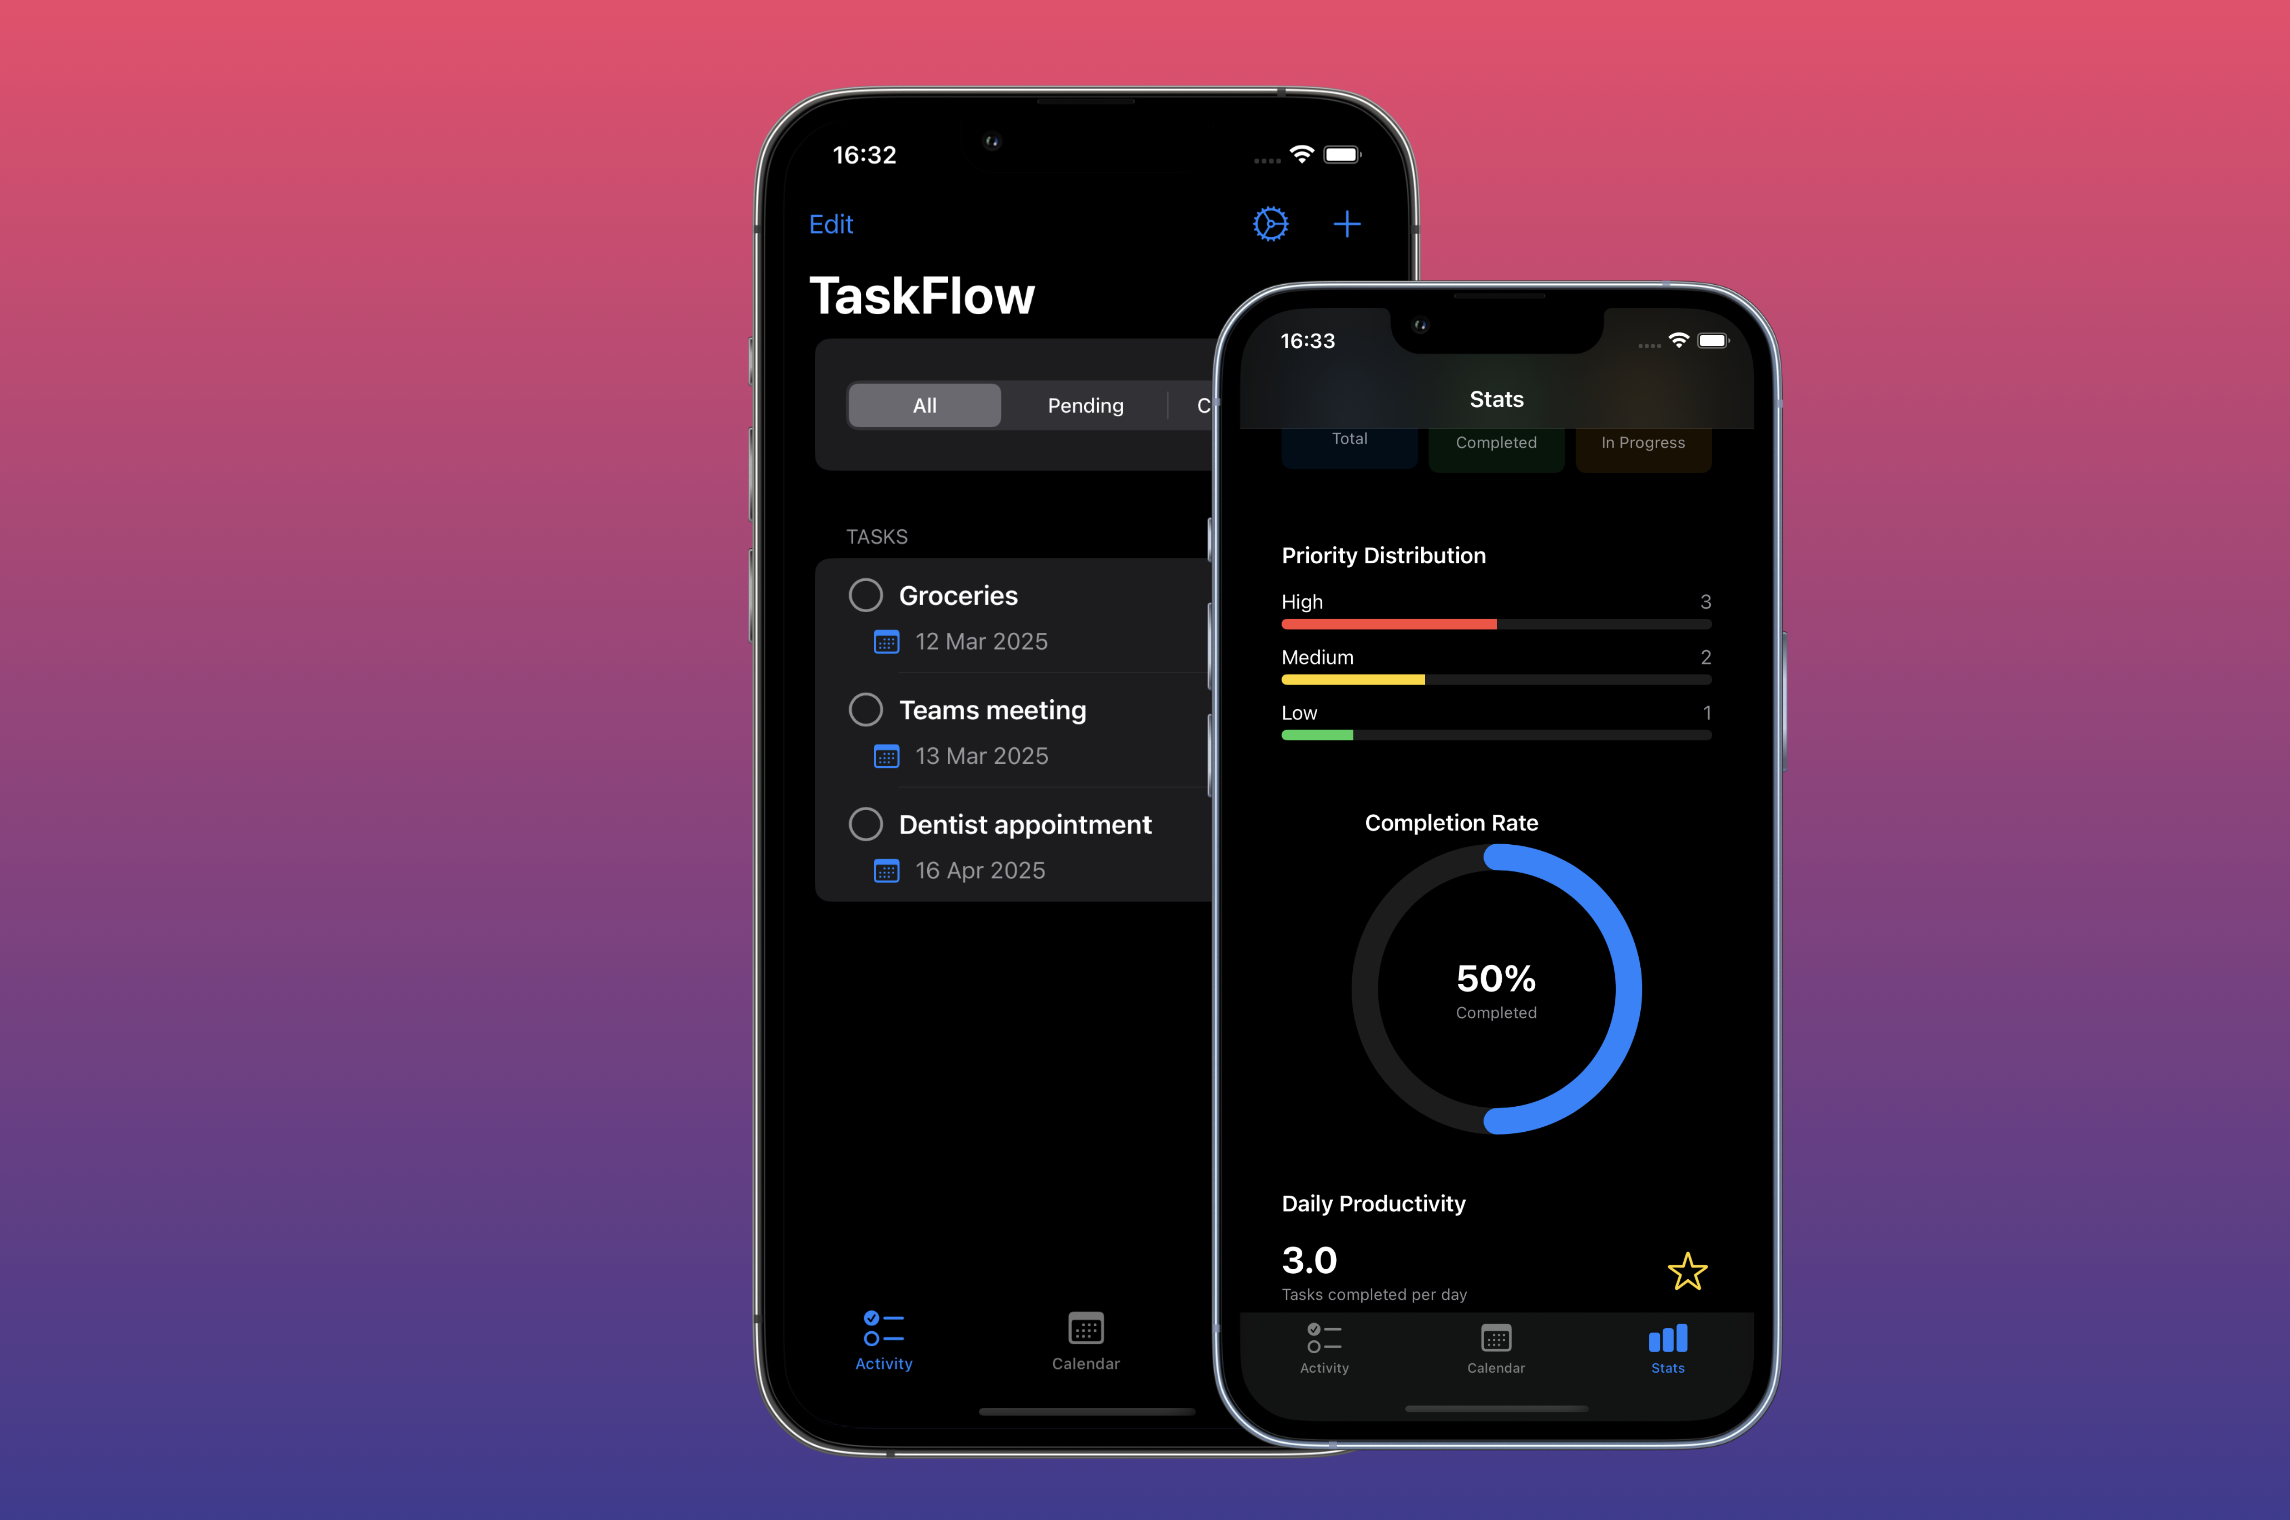 16:32
Edit
TaskFlow
All Pending C
TASKS
Groceries
12 Mar 2025
Teams meeting
13 Mar 2025
Dentist appointment
16 Apr 2025
Activity Calendar
16:33
Stats
Total Completed In Progress
Priority Distribution
High 3
Medium 2
Low 1
Completion Rate
50%
Completed
Daily Productivity
3.0
Tasks completed per day
Activity Calendar Stats